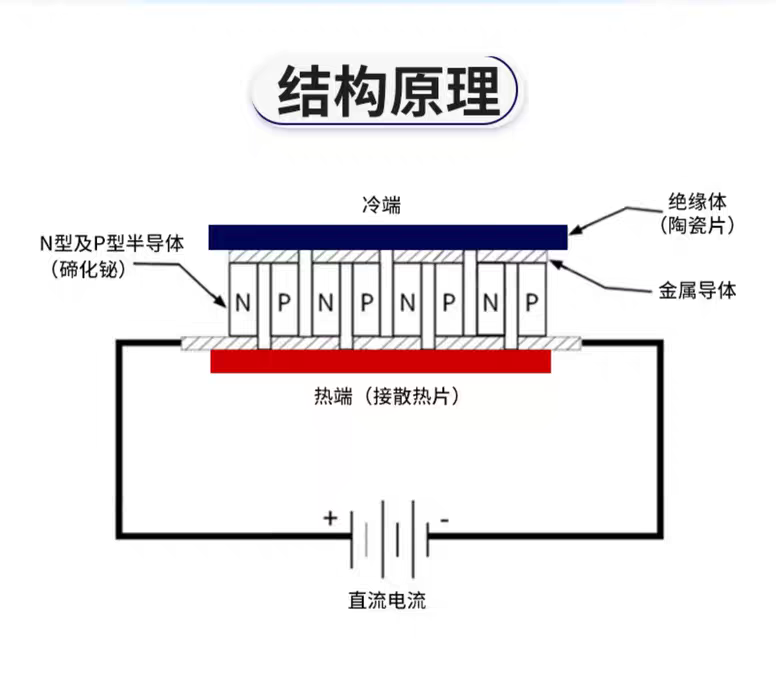 结构原理
冷端
绝缘体
（陶瓷片）
N型及P型半导体
（碲化铋）
金属导体
N P N P N P N P
热端（接散热片）
+ -
直流电流